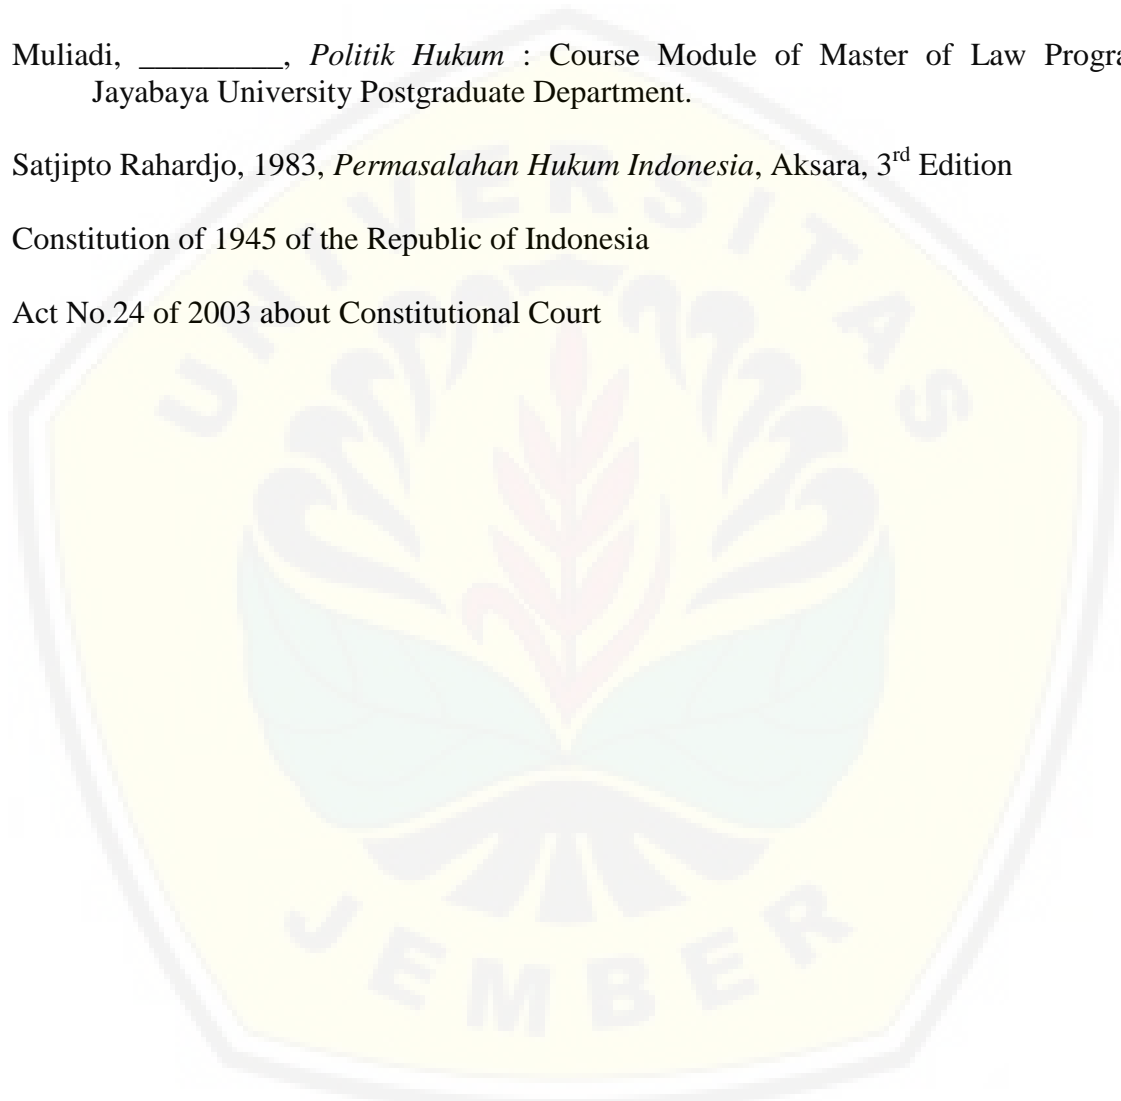 Muliadi, _________, Politik Hukum : Course Module of Master of Law Progra
Jayabaya University Postgraduate Department.
Satjipto Rahardjo, 1983, Permasalahan Hukum Indonesia, Aksara, 3rd Edition
Constitution of 1945 of the Republic of Indonesia
Act No.24 of 2003 about Constitutional Court
UNIVERSITAS
JEMBER